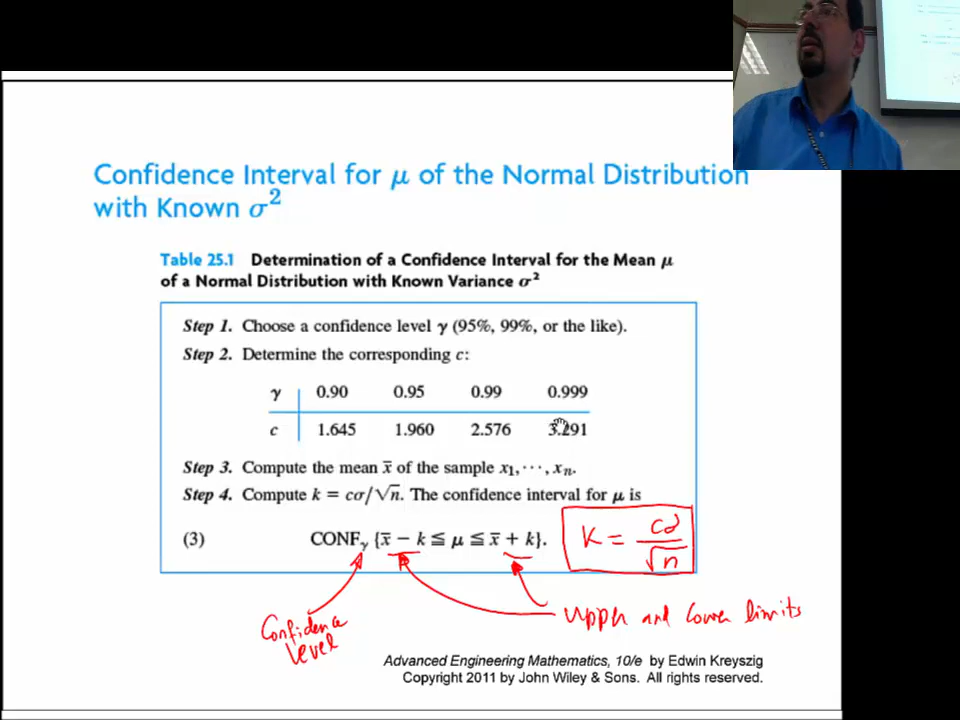 Confidence Interval for μ of the Normal Distribution
with Known σ²
Table 25.1 Determination of a Confidence Interval for the Mean μ
of a Normal Distribution with Known Variance σ²
Step 1. Choose a confidence level γ (95%, 99%, or the like).
Step 2. Determine the corresponding c:
γ 0.90 0.95 0.99 0.999
c 1.645 1.960 2.576 3.291
Step 3. Compute the mean x̄ of the sample x₁, ⋯, xₙ.
Step 4. Compute k = cσ/√n. The confidence interval for μ is
(3) CONFγ {x̄ − k ≤ μ ≤ x̄ + k}.
K = cσ/√n
Confidence
level
Upper and lower limits
Advanced Engineering Mathematics, 10/e by Edwin Kreyszig
Copyright 2011 by John Wiley & Sons. All rights reserved.